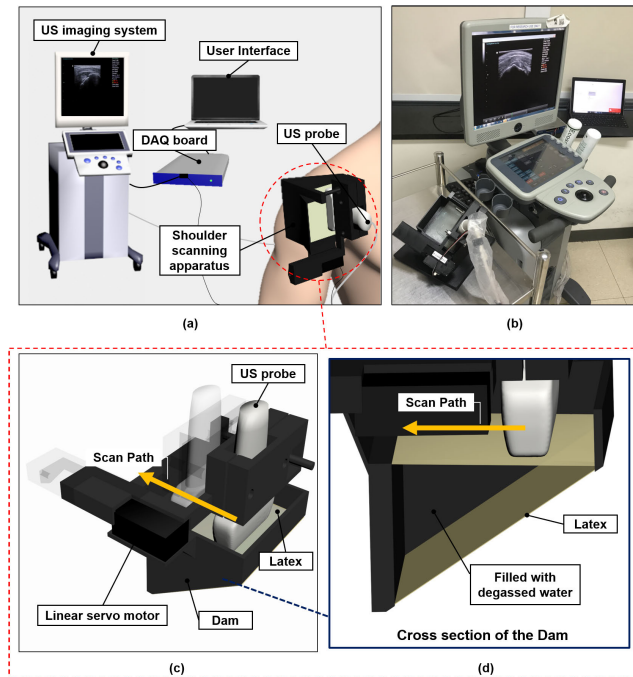 US imaging system
User Interface
DAQ board
US probe
Shoulder
scanning
apparatus
(a)
(b)
US probe
Scan Path
Latex
Linear servo motor
Dam
(c)
Scan Path
Latex
Filled with
degassed water
Cross section of the Dam
(d)